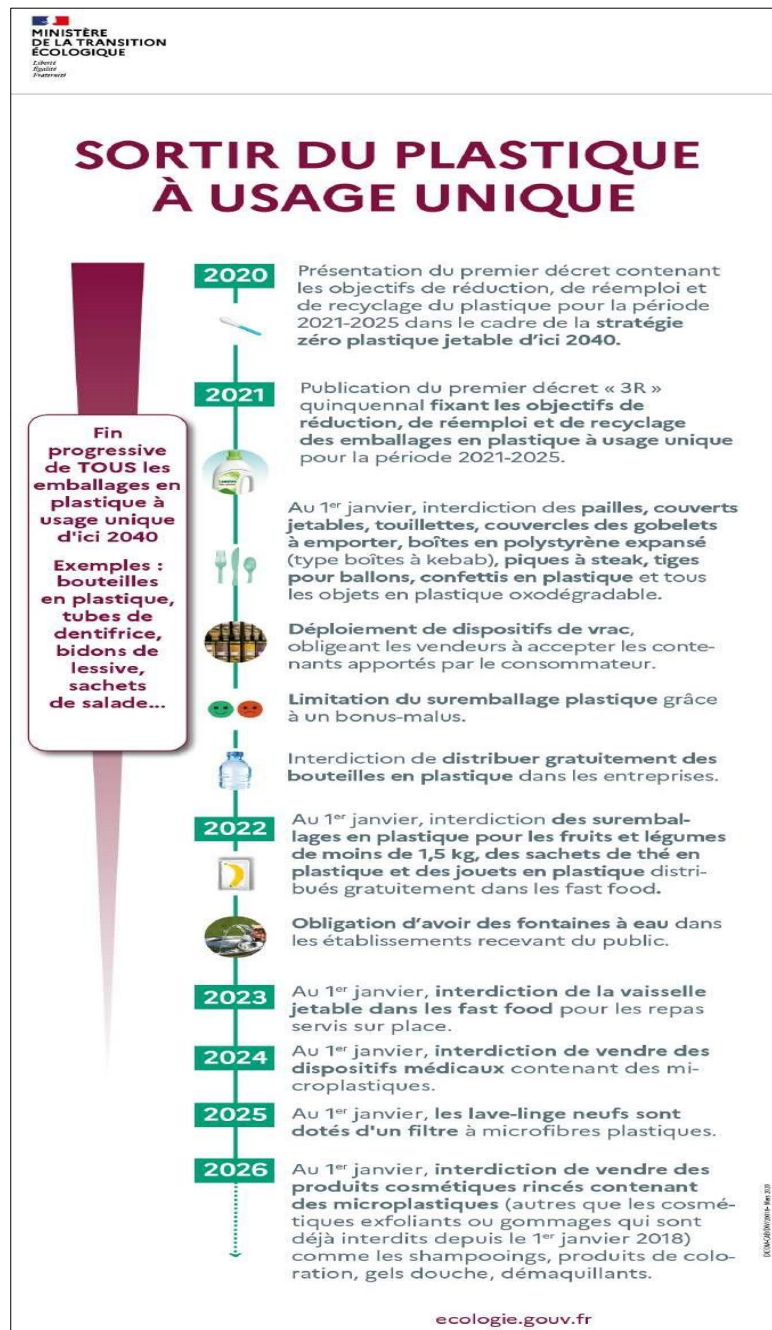 MINISTÈRE
DE LA TRANSITION
ÉCOLOGIQUE
Liberté
Égalité
Fraternité
SORTIR DU PLASTIQUE
À USAGE UNIQUE
Fin
progressive
de TOUS les
emballages en
plastique à
usage unique
d'ici 2040
Exemples :
bouteilles
en plastique,
tubes de
dentifrice,
bidons de
lessive,
sachets
de salade...
2020
Présentation du premier décret contenant
les objectifs de réduction, de réemploi et
de recyclage du plastique pour la période
2021-2025 dans le cadre de la stratégie
zéro plastique jetable d'ici 2040.
2021
Publication du premier décret « 3R »
quinquennal fixant les objectifs de
réduction, de réemploi et de recyclage
des emballages en plastique à usage unique
pour la période 2021-2025.
Au 1er janvier, interdiction des pailles, couverts
jetables, touillettes, couvercles des gobelets
à emporter, boîtes en polystyrène expansé
(type boîtes à kebab), piques à steak, tiges
pour ballons, confettis en plastique et tous
les objets en plastique oxodégradable.
Déploiement de dispositifs de vrac,
obligeant les vendeurs à accepter les conte-
nants apportés par le consommateur.
Limitation du suremballage plastique grâce
à un bonus-malus.
Interdiction de distribuer gratuitement des
bouteilles en plastique dans les entreprises.
2022
Au 1er janvier, interdiction des surembal-
lages en plastique pour les fruits et légumes
de moins de 1,5 kg, des sachets de thé en
plastique et des jouets en plastique distri-
bués gratuitement dans les fast food.
Obligation d'avoir des fontaines à eau dans
les établissements recevant du public.
2023
Au 1er janvier, interdiction de la vaisselle
jetable dans les fast food pour les repas
servis sur place.
2024
Au 1er janvier, interdiction de vendre des
dispositifs médicaux contenant des mi-
croplastiques.
2025
Au 1er janvier, les lave-linge neufs sont
dotés d'un filtre à microfibres plastiques.
2026
Au 1er janvier, interdiction de vendre des
produits cosmétiques rincés contenant
des microplastiques (autres que les cosmé-
tiques exfoliants ou gommages qui sont
déjà interdits depuis le 1er janvier 2018)
comme les shampooings, produits de colo-
ration, gels douche, démaquillants.
ecologie.gouv.fr